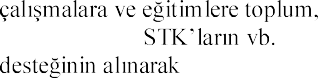 çalışmalara ve eğitimlere toplum,
STK’ların vb.
desteğinin alınarak